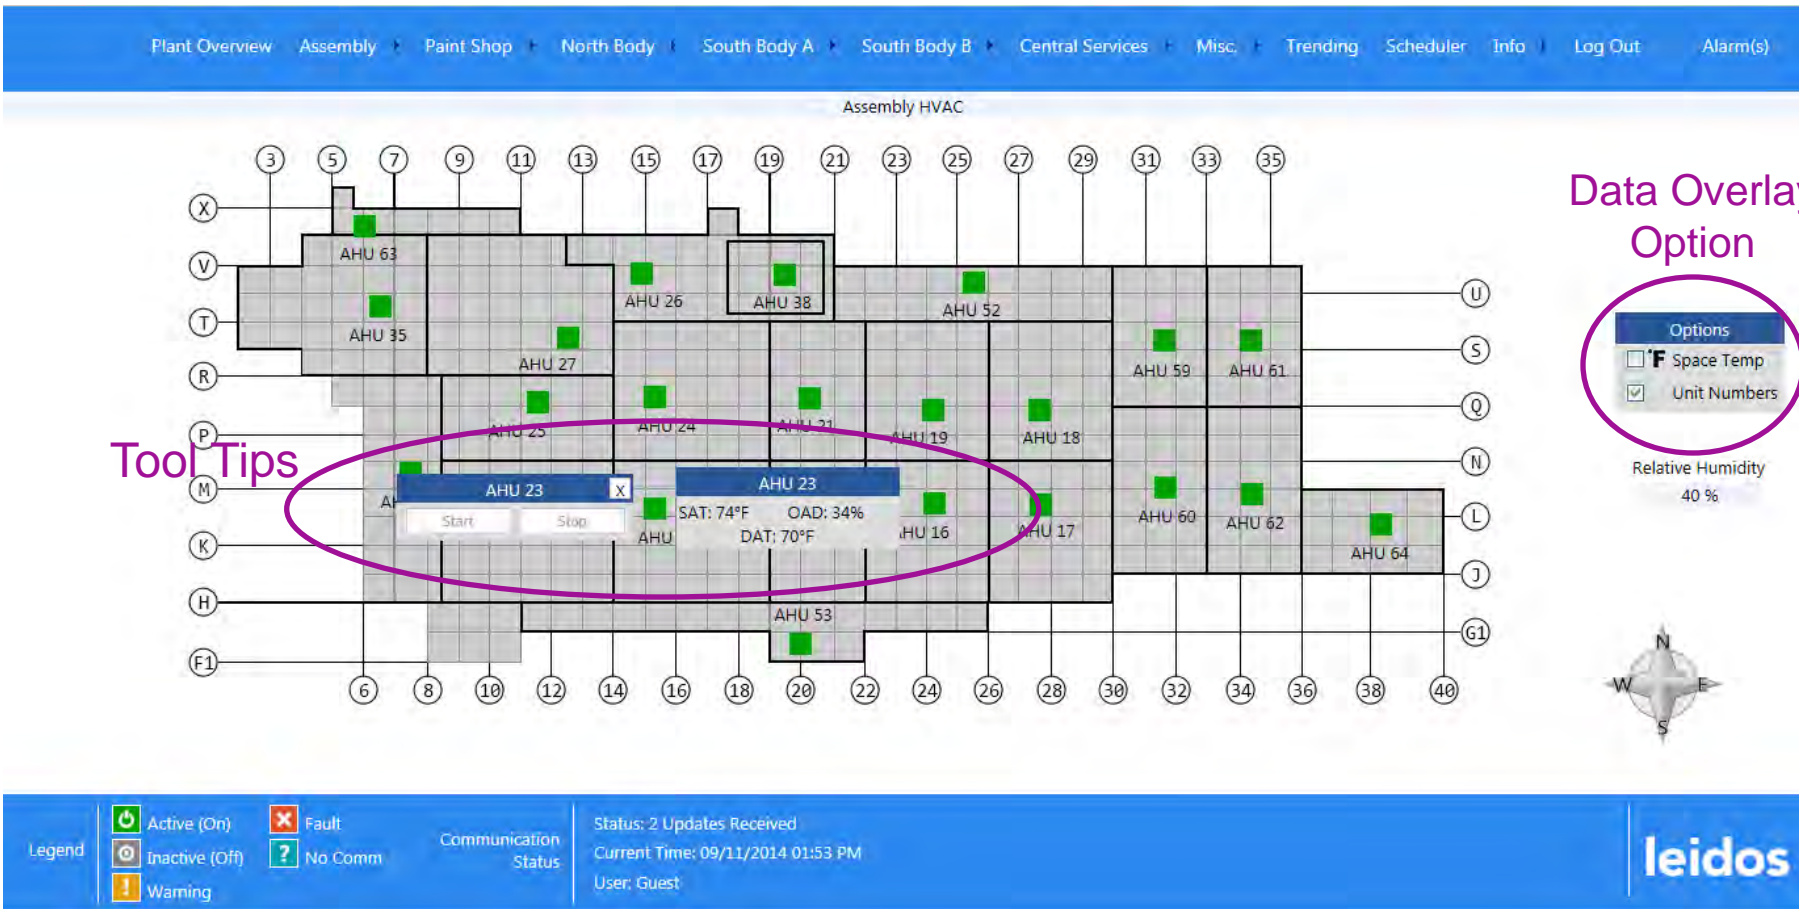 Plant Overview Assembly Paint Shop North Body South Body A South Body B Central Services Misc. Trending Scheduler Info Log Out Alarm(s)
Assembly HVAC
3 5 7 9 11 13 15 17 19 21 23 25 27 29 31 33 35
Data Overlay
Option
X
AHU 63
V
AHU 26
AHU 38
AHU 52
U
T
AHU 35
AHU 27
AHU 59
AHU 61
S
Options
°F Space Temp
Unit Numbers
R
Q
AHU 25
AHU 24
AHU 21
AHU 19
AHU 18
P
Tool Tips
N
Relative Humidity
40 %
M
AHU 23 X
Start Stop
AHU
AHU 23
SAT: 74°F OAD: 34%
DAT: 70°F
AHU 16
AHU 17
AHU 60
AHU 62
L
K
AHU 64
J
H
AHU 53
G1
F1
6 8 10 12 14 16 18 20 22 24 26 28 30 32 34 36 38 40
N
W E
S
Legend
Active (On)
Inactive (Off)
Warning
Fault
? No Comm
Communication
Status
Status: 2 Updates Received
Current Time: 09/11/2014 01:53 PM
User: Guest
leidos